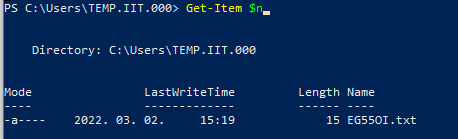 PS C:\Users\TEMP.IIT.000> Get-Item $n
Directory: C:\Users\TEMP.IIT.000
Mode LastWriteTime Length Name
---- ------------- ------ ----
-a---- 2022. 03. 02. 15:19 15 EG55OI.txt